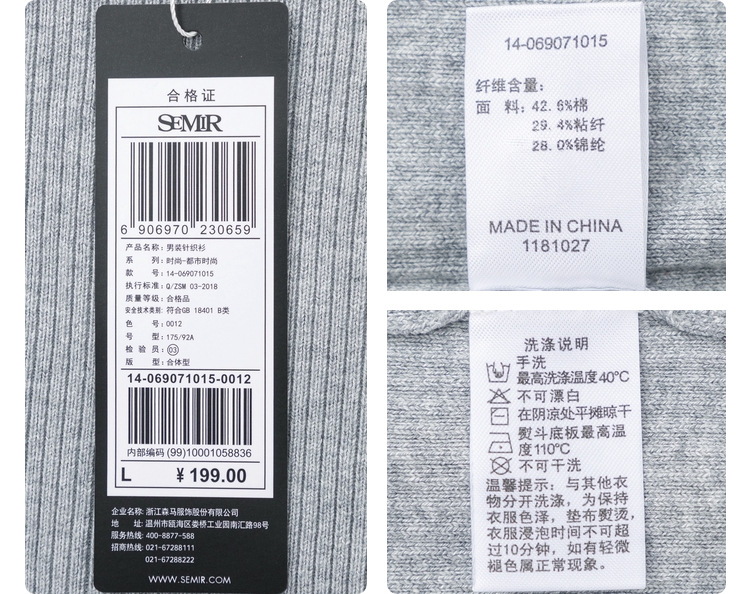 合格证
SEMIR
6 906970 230659
产品名称: 男装针织衫
系 列: 时尚-都市时尚
款 号: 14-069071015
执行标准: Q/ZSM 03-2018
质量等级: 合格品
安全技术类别: 符合GB 18401 B类
色 号: 0012
号 型: 175/92A
检 验 员: 03
版 型: 合体型
14-069071015-0012
内部编码 (99)10001058836
L ¥ 199.00
企业名称: 浙江森马服饰股份有限公司
地 址: 温州市瓯海区娄桥工业园南汇路98号
服务热线: 400-8877-588
招商热线: 021-67288111
021-67288222
WWW.SEMIR.COM
14-069071015
纤维含量:
面 料: 42.6%棉
29.4%粘纤
28.0%锦纶
MADE IN CHINA
1181027
洗涤说明
手洗
最高洗涤温度40℃
不可漂白
在阴凉处平摊晾干
熨斗底板最高温
度110℃
不可干洗
温馨提示: 与其他衣
物分开洗涤, 为保持
衣服色泽, 垫布熨烫,
衣服浸泡时间不可超
过10分钟, 如有轻微
褪色属正常现象。